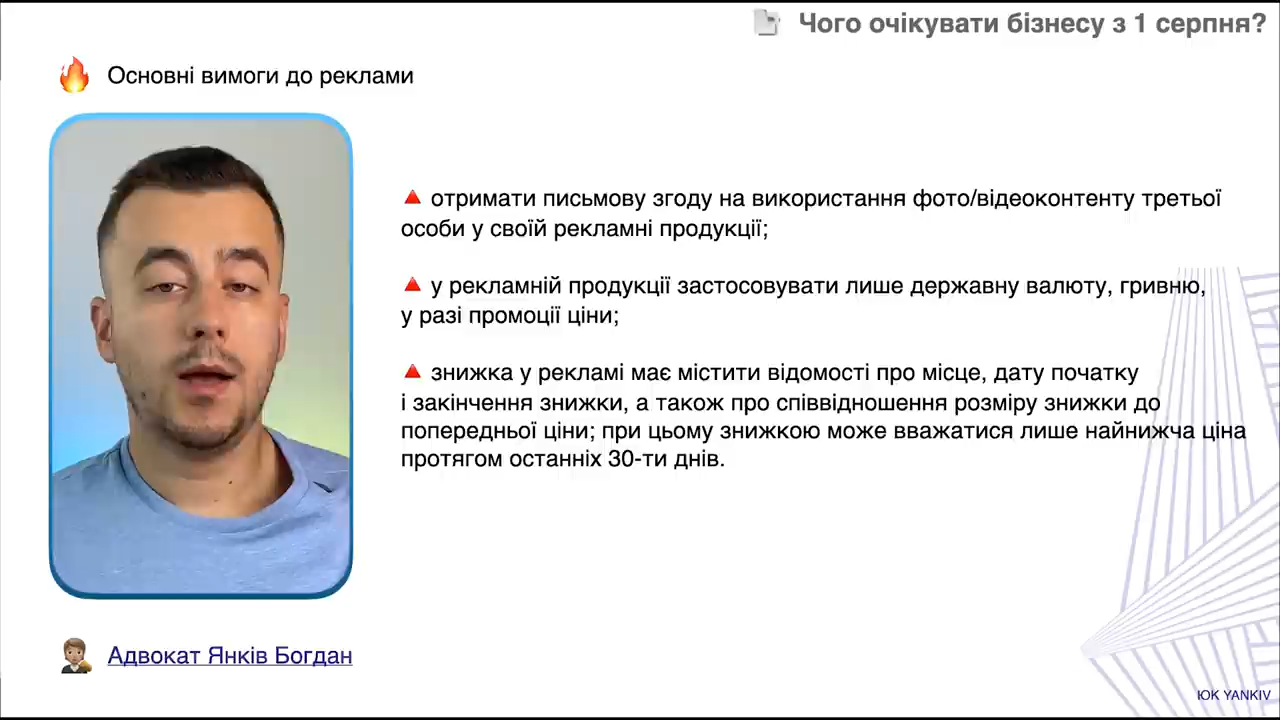 Чого очікувати бізнесу з 1 серпня?
Основні вимоги до реклами
отримати письмову згоду на використання фото/відеоконтенту третьої
особи у своїй рекламні продукції;
у рекламній продукції застосовувати лише державну валюту, гривню,
у разі промоції ціни;
знижка у рекламі має містити відомості про місце, дату початку
і закінчення знижки, а також про співвідношення розміру знижки до
попередньої ціни; при цьому знижкою може вважатися лише найнижча ціна
протягом останніх 30-ти днів.
Адвокат Янків Богдан
ЮК YANKIV